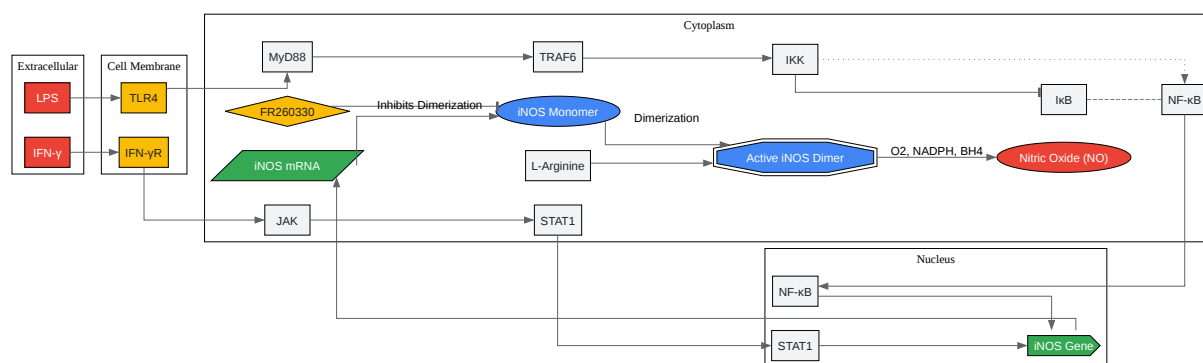 Cytoplasm
Extracellular
Cell Membrane
MyD88
TRAF6
IKK
LPS
TLR4
FR260330
Inhibits Dimerization
iNOS Monomer
Dimerization
IκB
NF-κB
IFN-γ
IFN-γR
iNOS mRNA
L-Arginine
Active iNOS Dimer
O2, NADPH, BH4
Nitric Oxide (NO)
JAK
STAT1
Nucleus
NF-κB
STAT1
iNOS Gene